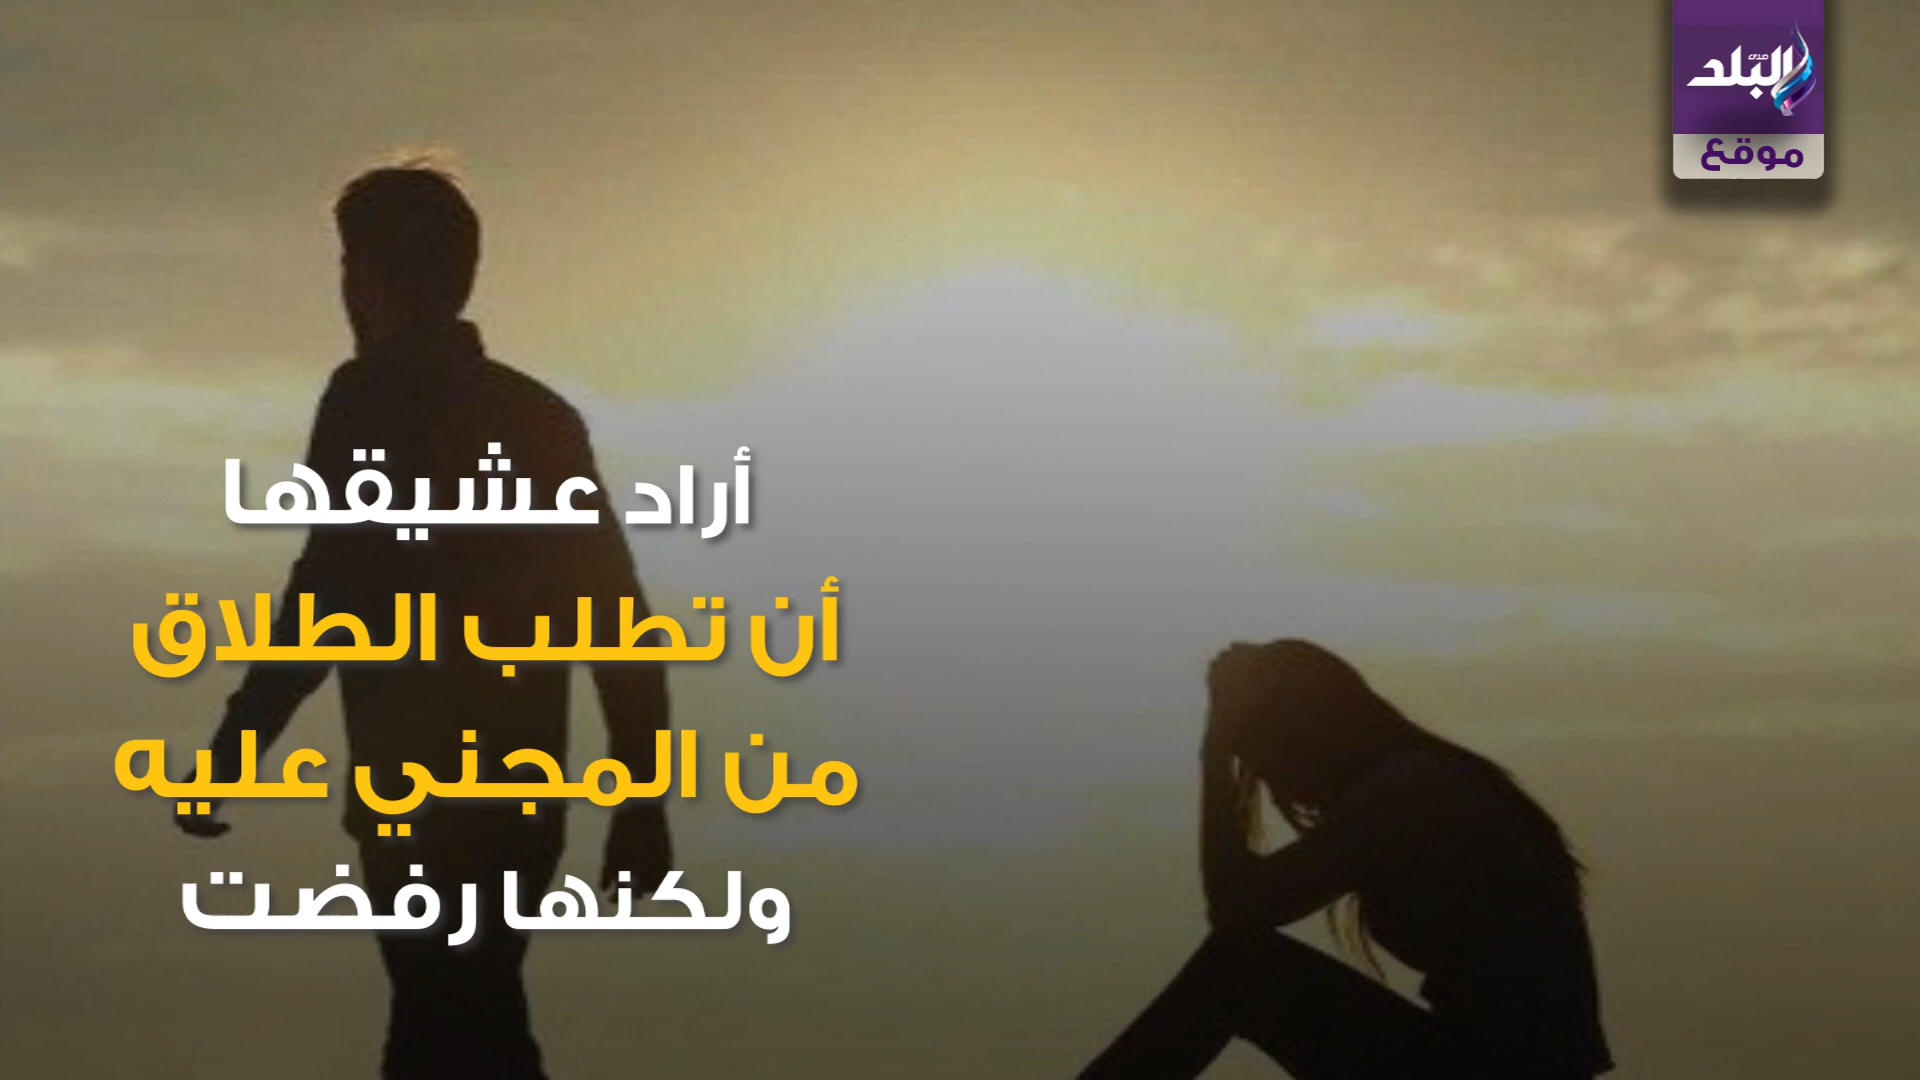 صدى
البلد
موقع
أراد عشيقها
أن تطلب الطلاق
من المجني عليه
ولكنها رفضت